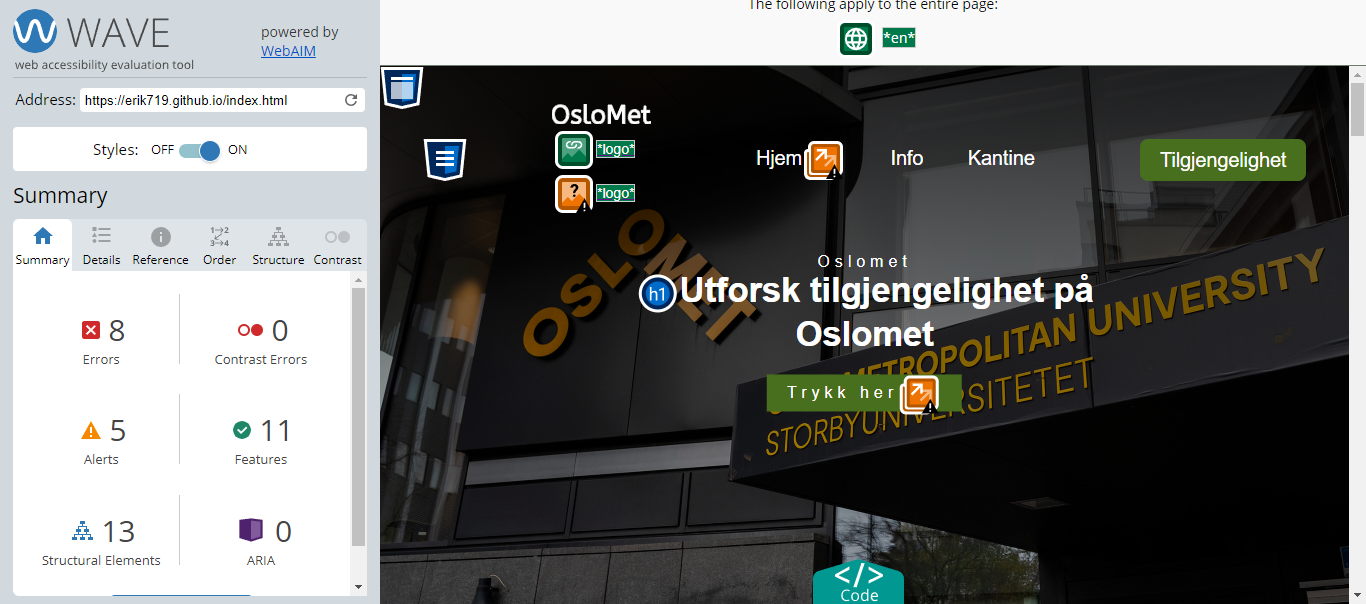 WAVE
web accessibility evaluation tool
powered by
WebAIM
Address: https://erik719.github.io/index.html
Styles: OFF ON
Summary
Summary Details Reference Order Structure Contrast
8
Errors
0
Contrast Errors
5
Alerts
11
Features
13
Structural Elements
0
ARIA
The following apply to the entire page:
*en*
OsloMet
*logo*
*logo*
Hjem Info Kantine Tilgjengelighet
Oslomet
h1 Utforsk tilgjengelighet på
Oslomet
Trykk her
OSLOMET
METROPOLITAN UNIVERSITY
STORBYUNIVERSITETET
</> Code